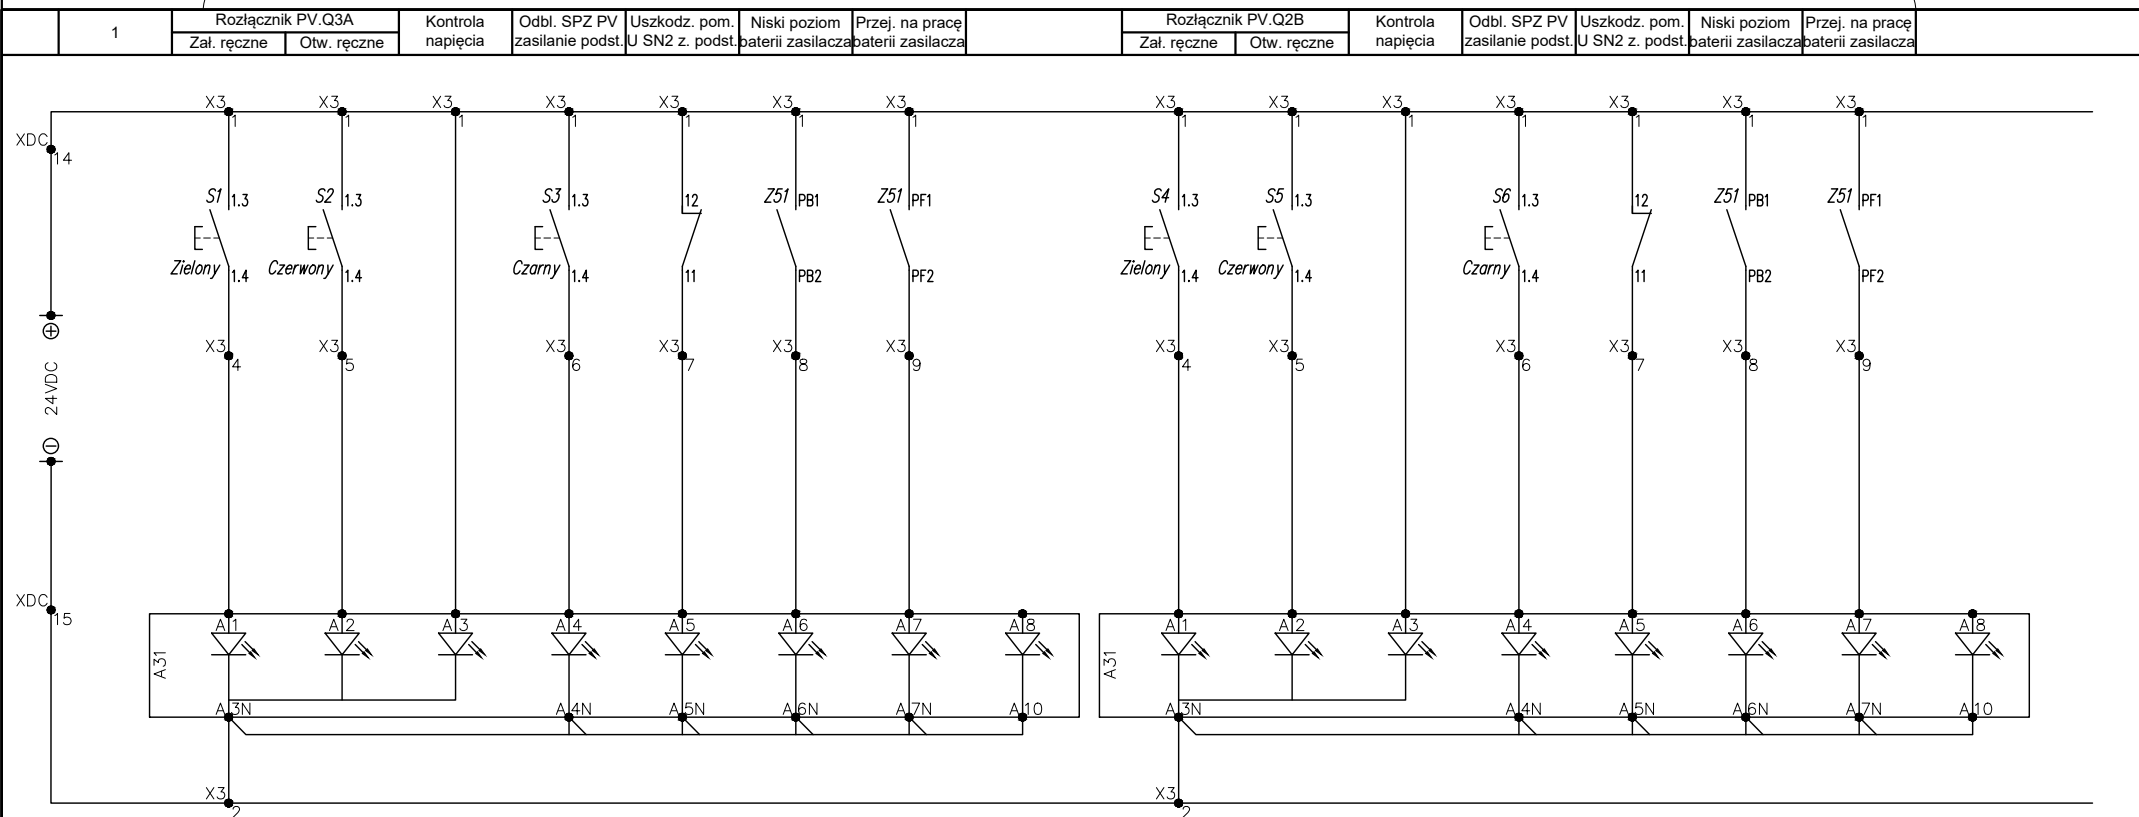 1
Rozłącznik PV.Q3A
Zał. ręczne
Otw. ręczne
Kontrola
napięcia
Odbl. SPZ PV
zasilanie podst.
Uszkodz. pom.
U SN2 z. podst.
Niski poziom
baterii zasilacza
Przej. na pracę
baterii zasilacza
Rozłącznik PV.Q2B
Zał. ręczne
Otw. ręczne
Kontrola
napięcia
Odbl. SPZ PV
zasilanie podst.
Uszkodz. pom.
U SN2 z. podst.
Niski poziom
baterii zasilacza
Przej. na pracę
baterii zasilacza
X3 X3 X3 X3 X3 X3 X3 X3 X3 X3 X3 X3 X3 X3
1 1 1 1 1 1 1 1 1 1 1 1 1 1
XDC
14
S1 1.3 S2 1.3 S3 1.3 12 Z51 PB1 Z51 PF1 S4 1.3 S5 1.3 S6 1.3 12 Z51 PB1 Z51 PF1
Zielony 1.4 Czerwony 1.4 Czarny 1.4 11 PB2 PF2 Zielony 1.4 Czerwony 1.4 Czarny 1.4 11 PB2 PF2
X3 X3 X3 X3 X3 X3 X3 X3 X3 X3 X3 X3
4 5 6 7 8 9 4 5 6 7 8 9
24VDC
XDC
15
A 1 A 2 A 3 A 4 A 5 A 6 A 7 A 8 A 1 A 2 A 3 A 4 A 5 A 6 A 7 A 8
A31 A31
A 3N A 4N A 5N A 6N A 7N A 10 A 3N A 4N A 5N A 6N A 7N A 10
X3 X3
2 2